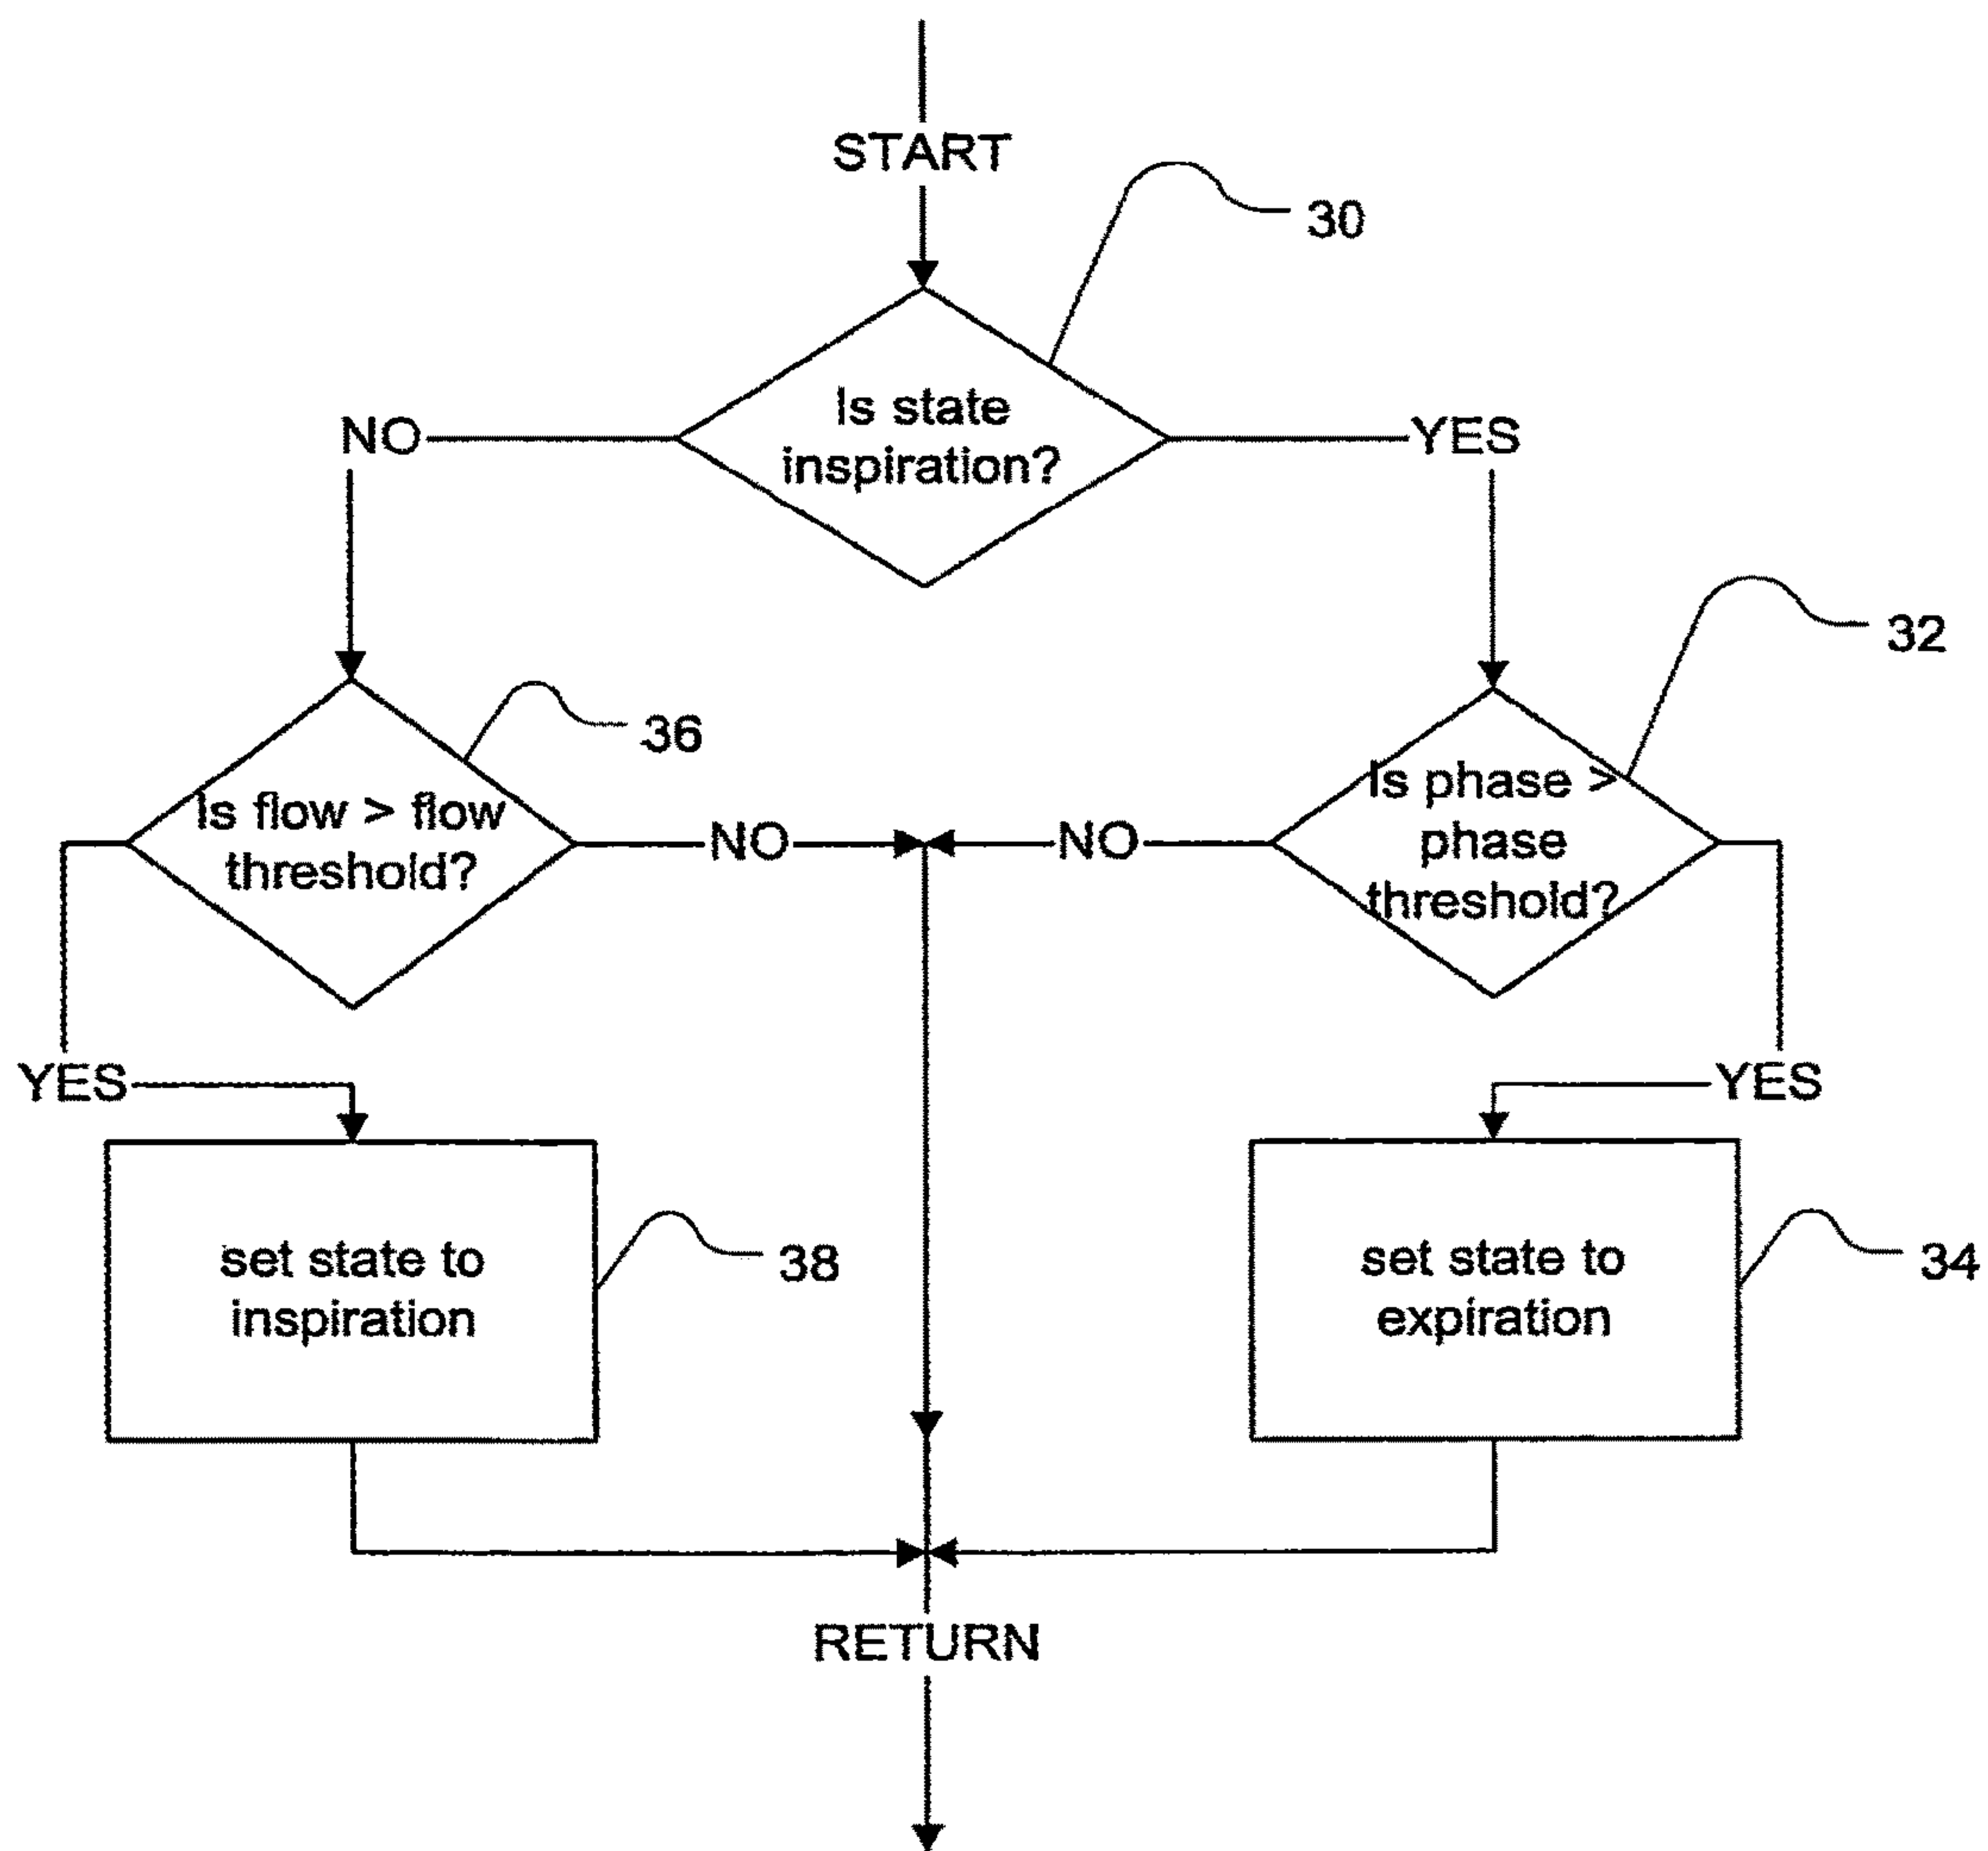 START
30
Is state
inspiration?
NO
YES
32
36
Is flow > flow
threshold?
NO
NO
Is phase >
phase
threshold?
YES
YES
set state to
inspiration
38
set state to
expiration
34
RETURN